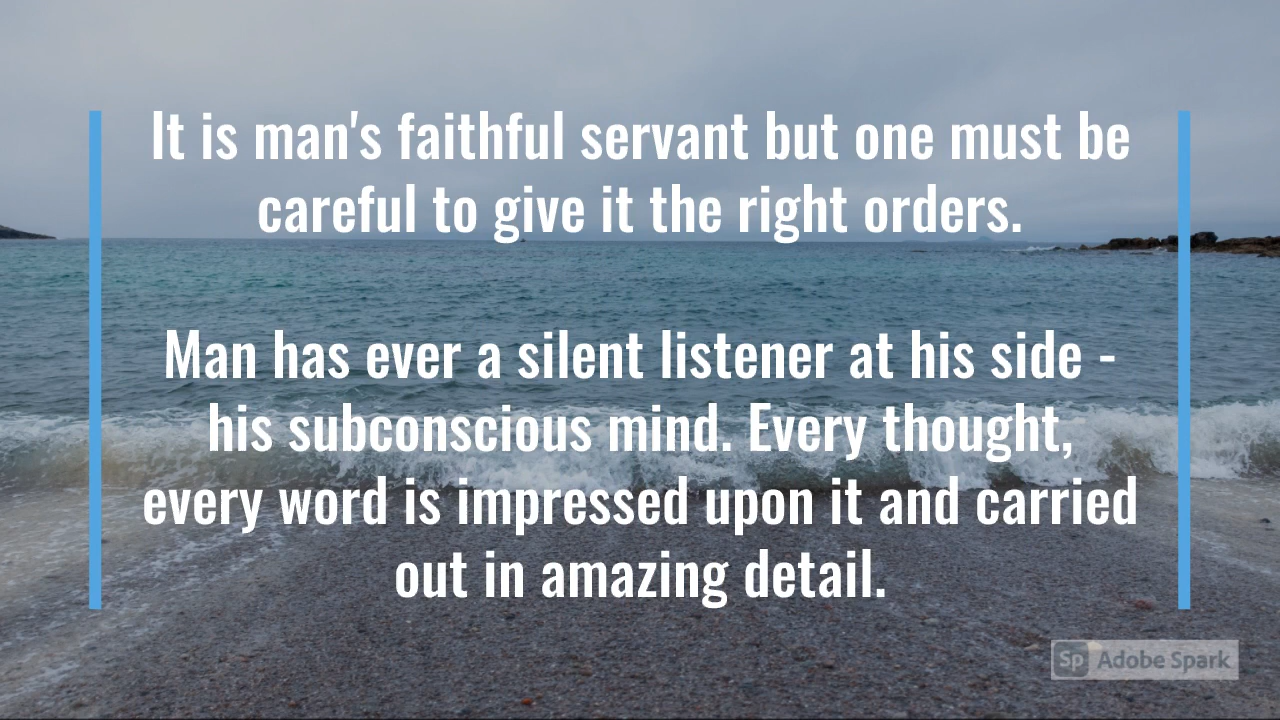 It is man's faithful servant but one must be
careful to give it the right orders.
Man has ever a silent listener at his side -
his subconscious mind. Every thought,
every word is impressed upon it and carried
out in amazing detail.
Sp Adobe Spark